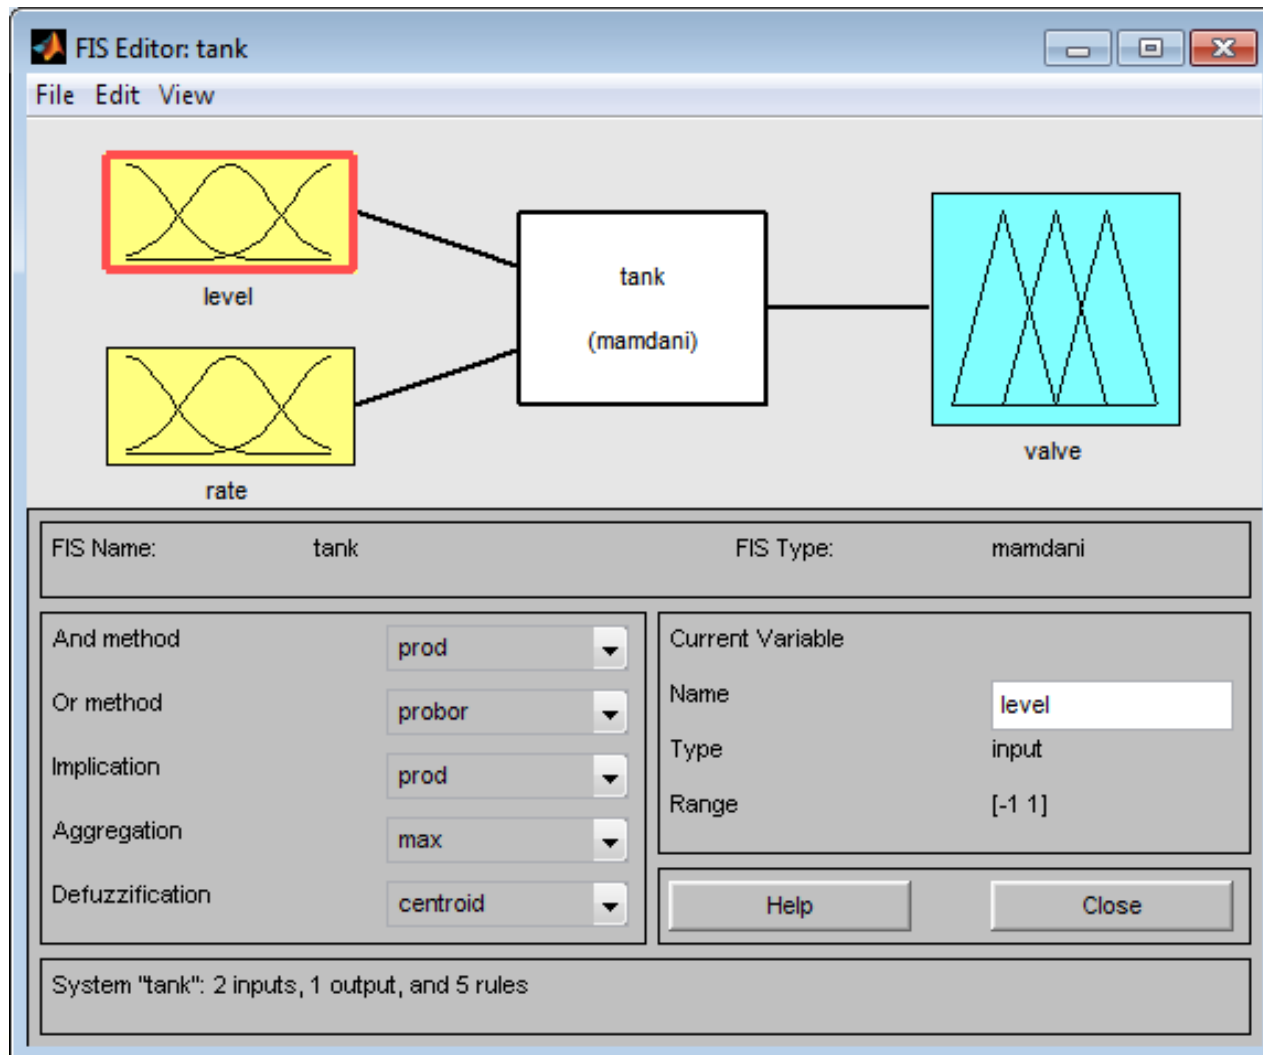 FIS Editor: tank
File Edit View
level
rate
tank
(mamdani)
valve
FIS Name: tank FIS Type: mamdani
And method prod
Or method probor
Implication prod
Aggregation max
Defuzzification centroid
Current Variable
Name level
Type input
Range [-1 1]
Help Close
System "tank": 2 inputs, 1 output, and 5 rules